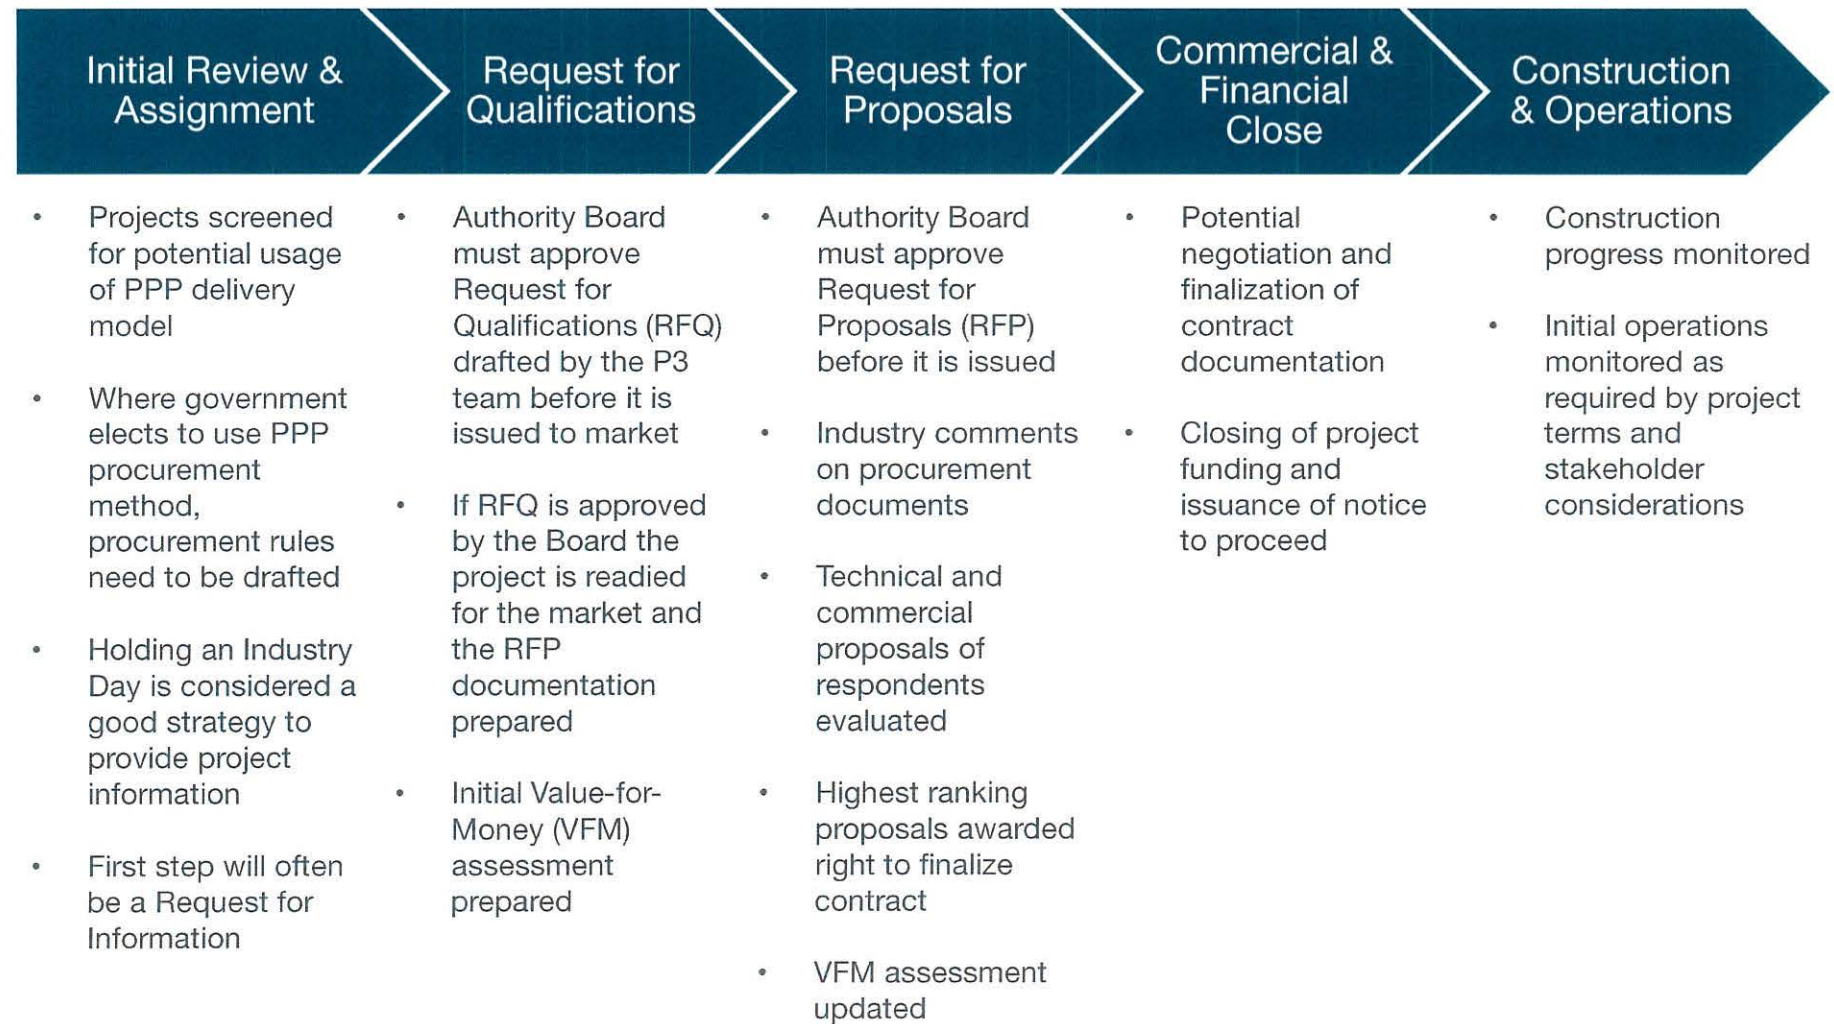 Initial Review &
Assignment
Request for
Qualifications
Request for
Proposals
Commercial &
Financial
Close
Construction
& Operations
• Projects screened
for potential usage
of PPP delivery
model
• Where government
elects to use PPP
procurement
method,
procurement rules
need to be drafted
• Holding an Industry
Day is considered a
good strategy to
provide project
information
• First step will often
be a Request for
Information
• Authority Board
must approve
Request for
Qualifications (RFQ)
drafted by the P3
team before it is
issued to market
• If RFQ is approved
by the Board the
project is readied
for the market and
the RFP
documentation
prepared
• Initial Value-for-
Money (VFM)
assessment
prepared
• Authority Board
must approve
Request for
Proposals (RFP)
before it is issued
• Industry comments
on procurement
documents
• Technical and
commercial
proposals of
respondents
evaluated
• Highest ranking
proposals awarded
right to finalize
contract
• VFM assessment
updated
• Potential
negotiation and
finalization of
contract
documentation
• Closing of project
funding and
issuance of notice
to proceed
• Construction
progress monitored
• Initial operations
monitored as
required by project
terms and
stakeholder
considerations